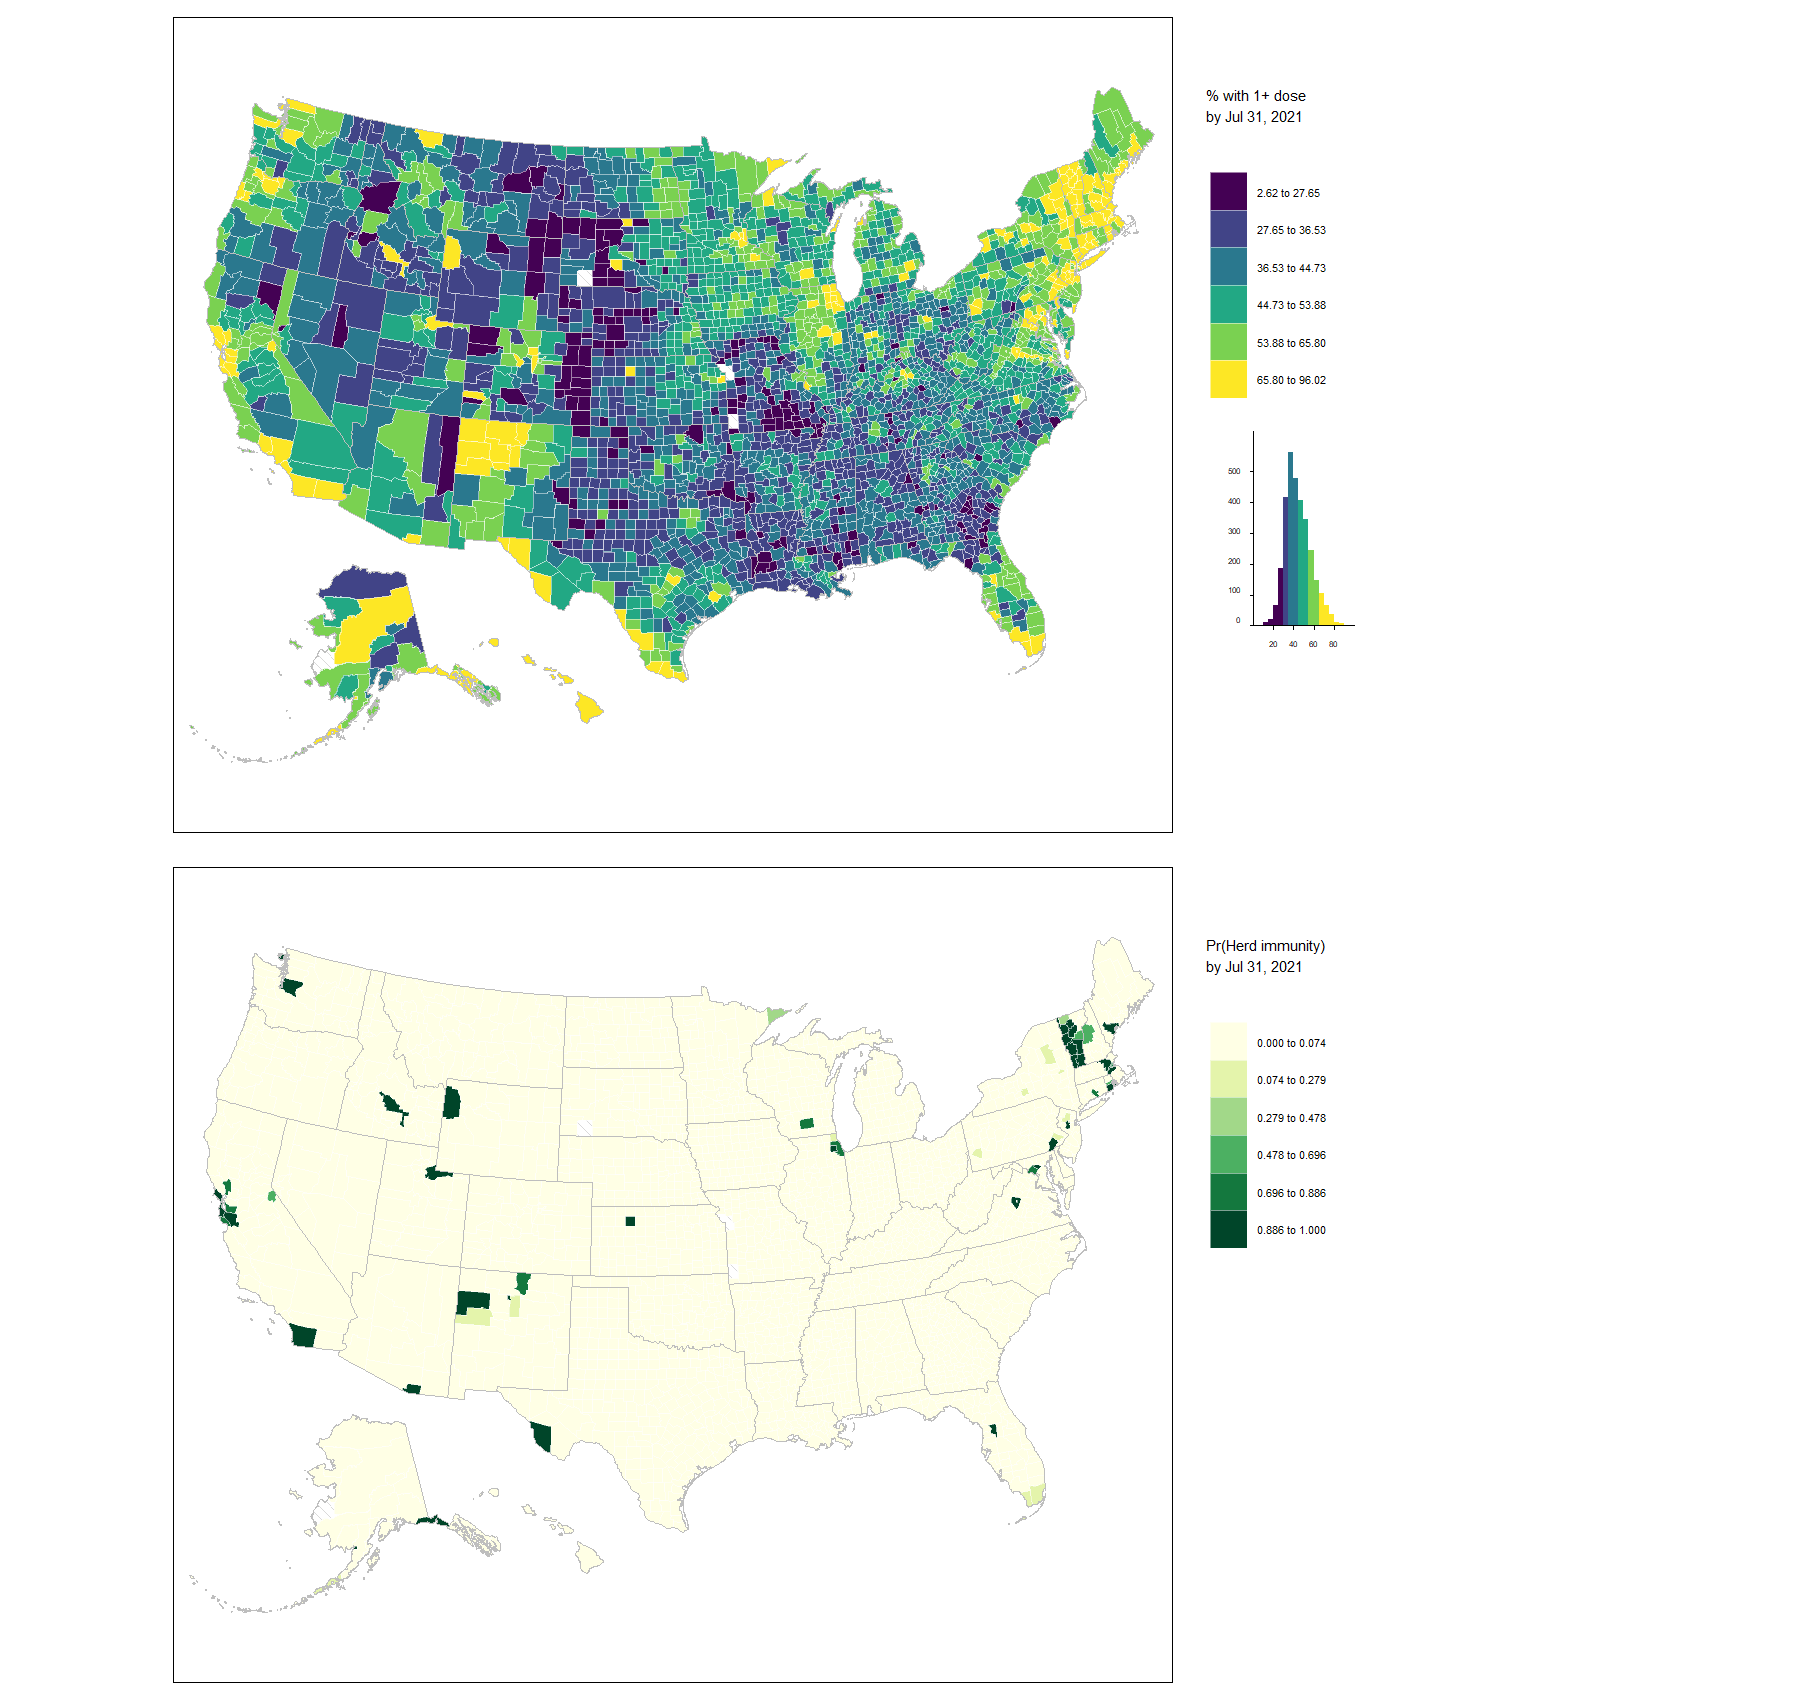 % with 1+ dose
by Jul 31, 2021
2.62 to 27.65
27.65 to 36.53
36.53 to 44.73
44.73 to 53.88
53.88 to 65.80
65.80 to 96.02
500
400
300
200
100
0
20 40 60 80
Pr(Herd immunity)
by Jul 31, 2021
0.000 to 0.074
0.074 to 0.279
0.279 to 0.478
0.478 to 0.696
0.696 to 0.886
0.886 to 1.000